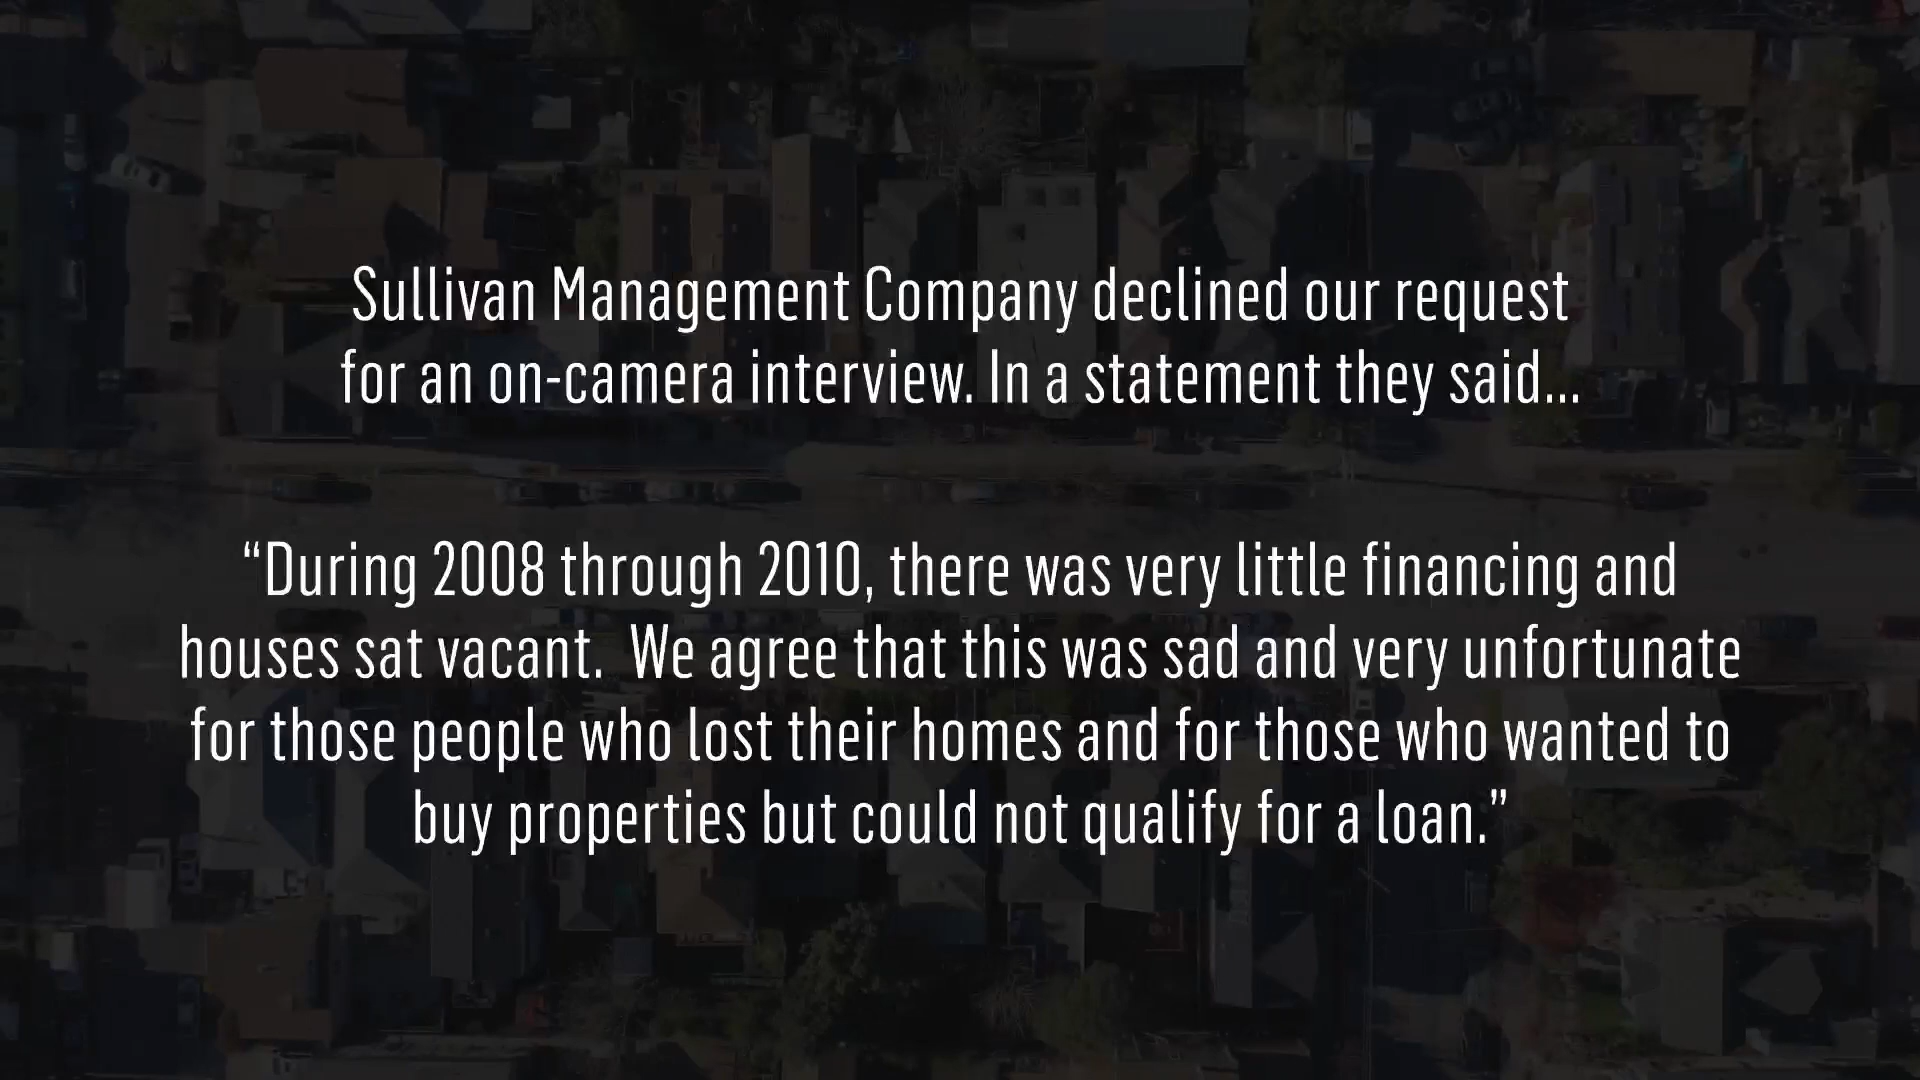 Sullivan Management Company declined our request
for an on-camera interview. In a statement they said...
“During 2008 through 2010, there was very little financing and
houses sat vacant.  We agree that this was sad and very unfortunate
for those people who lost their homes and for those who wanted to
buy properties but could not qualify for a loan.”